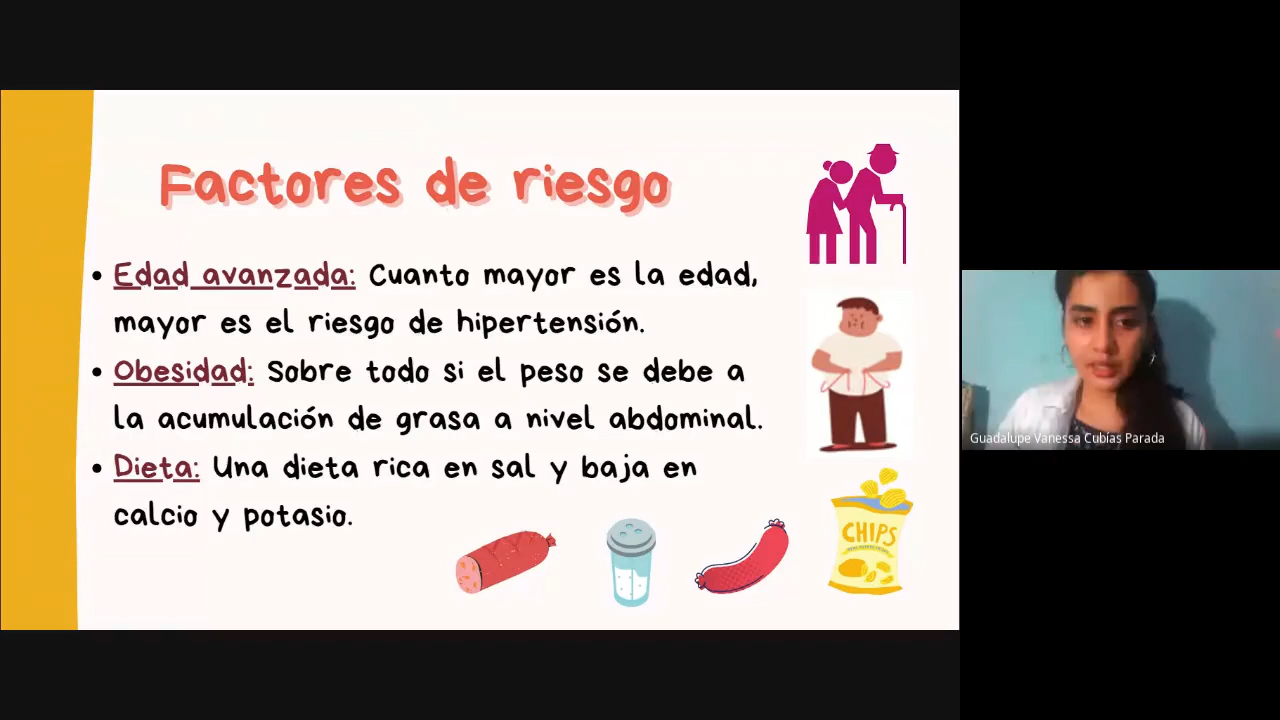 Factores de riesgo
• Edad avanzada: Cuanto mayor es la edad,
mayor es el riesgo de hipertensión.
• Obesidad: Sobre todo si el peso se debe a
la acumulación de grasa a nivel abdominal.
• Dieta: Una dieta rica en sal y baja en
calcio y potasio.
CHIPS
Guadalupe Vanessa Cubías Parada